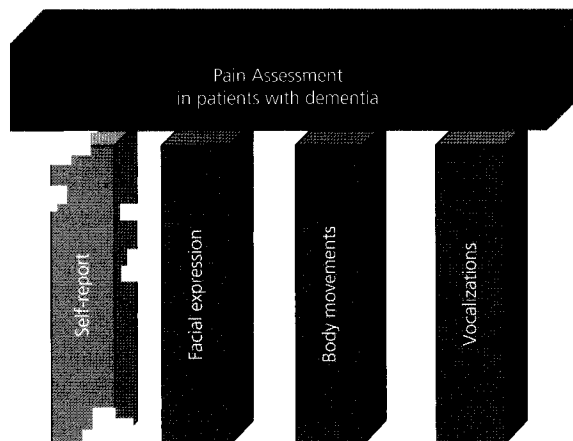 Pain Assessment
in patients with dementia
Self-report
Facial expression
Body movements
Vocalizations